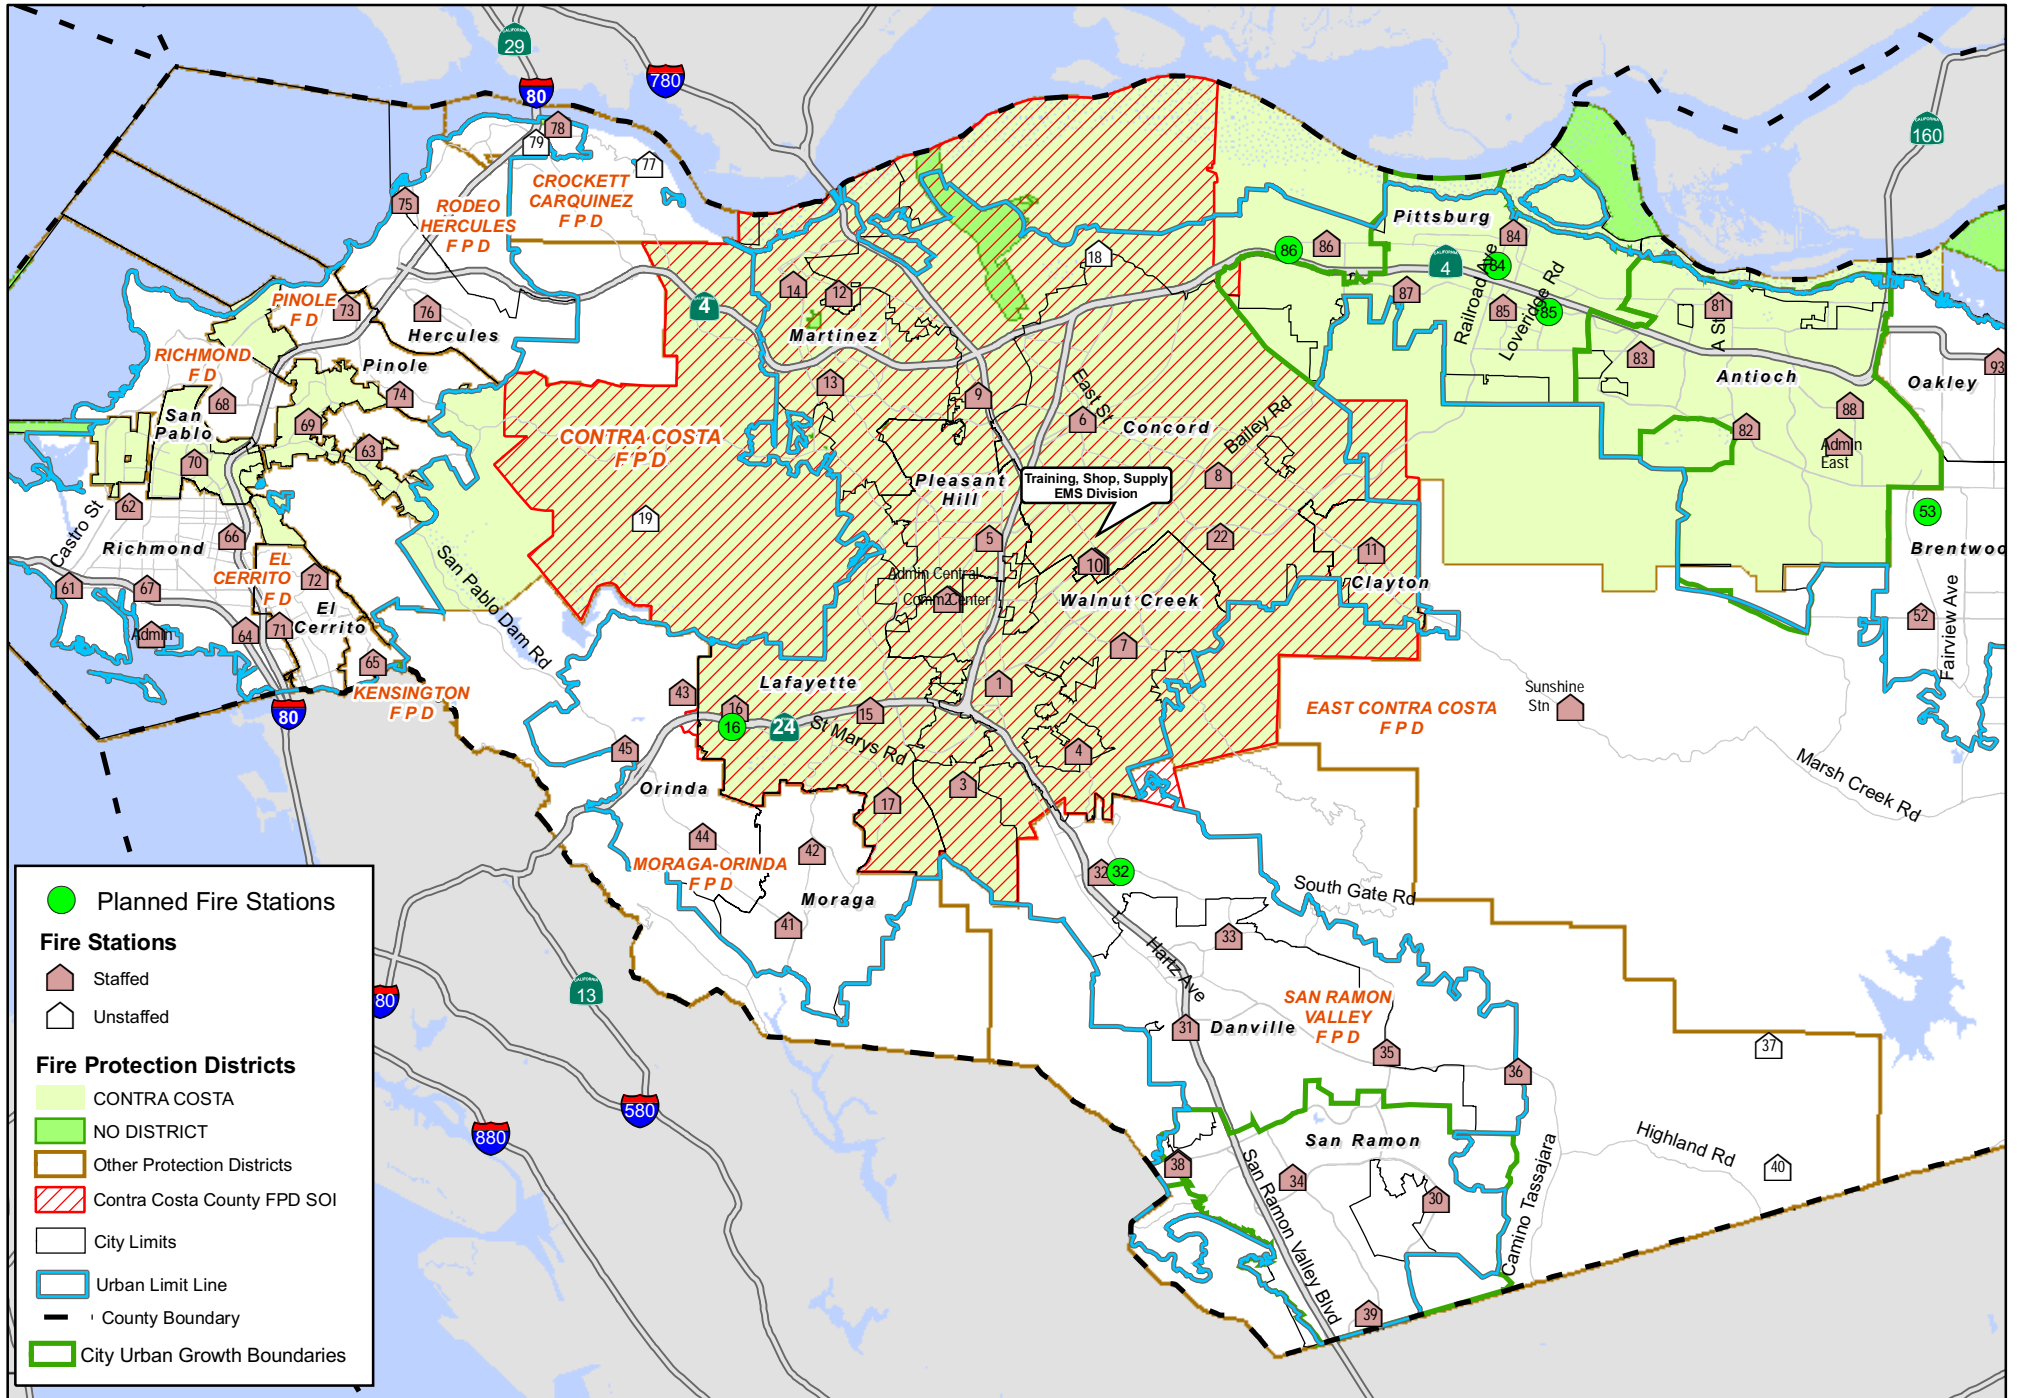 CALIFORNIA
29
780
80
CALIFORNIA
160
78
79
77
CROCKETT
CARQUINEZ
F P D
75
RODEO
HERCULES
F P D
Pittsburg
84
86
86
CALIFORNIA
4
84
18
14
12
4
87
85
85
Railroad Ave
Loveridge Rd
81
A St
83
PINOLE
F D
73
76
Hercules
Martinez
RICHMOND
F D
Pinole
13
9
East St
Antioch
Oakley
93
68
74
San
Pablo
69
63
70
CONTRA COSTA
F P D
6
Concord
Bailey Rd
88
82
Admin
East
Pleasant
Hill
Training, Shop, Supply
EMS Division
8
62
Castro St
19
53
66
Richmond
5
22
11
Brentwoo
EL
CERRITO
F D
72
San Pablo Dam Rd
10
Admin Central
Clayton
61
67
2
Comm Center
Walnut Creek
52
Fairview Ave
El
Cerrito
Admin
64
71
65
7
KENSINGTON
F P D
43
Lafayette
1
Sunshine
Stn
80
16
16
24
15
St Marys Rd
EAST CONTRA COSTA
F P D
45
4
Marsh Creek Rd
Orinda
3
17
44
42
MORAGA-ORINDA
F P D
32
32
Moraga
South Gate Rd
41
33
Hartz Ave
80
CALIFORNIA
13
SAN RAMON
VALLEY
F P D
31
Danville
35
37
36
580
880
San Ramon
Highland Rd
38
34
30
40
San Ramon Valley Blvd
Camino Tassajara
39
Planned Fire Stations
Fire Stations
Staffed
Unstaffed
Fire Protection Districts
CONTRA COSTA
NO DISTRICT
Other Protection Districts
Contra Costa County FPD SOI
City Limits
Urban Limit Line
County Boundary
City Urban Growth Boundaries